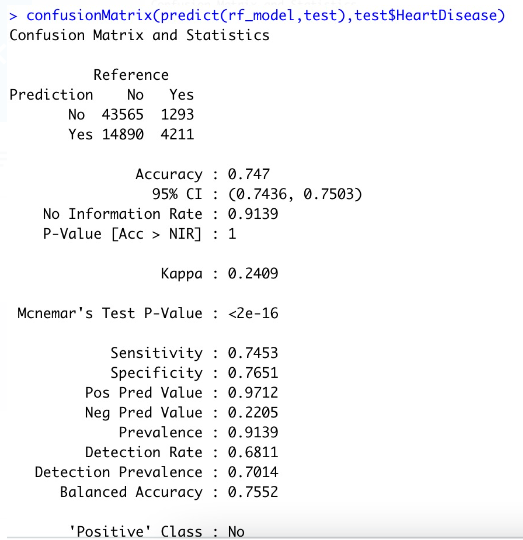 > confusionMatrix(predict(rf_model,test),test$HeartDisease)
Confusion Matrix and Statistics
Reference
Prediction No Yes
No 43565 1293
Yes 14890 4211
Accuracy : 0.747
95% CI : (0.7436, 0.7503)
No Information Rate : 0.9139
P-Value [Acc > NIR] : 1
Kappa : 0.2409
Mcnemar's Test P-Value : <2e-16
Sensitivity : 0.7453
Specificity : 0.7651
Pos Pred Value : 0.9712
Neg Pred Value : 0.2205
Prevalence : 0.9139
Detection Rate : 0.6811
Detection Prevalence : 0.7014
Balanced Accuracy : 0.7552
'Positive' Class : No